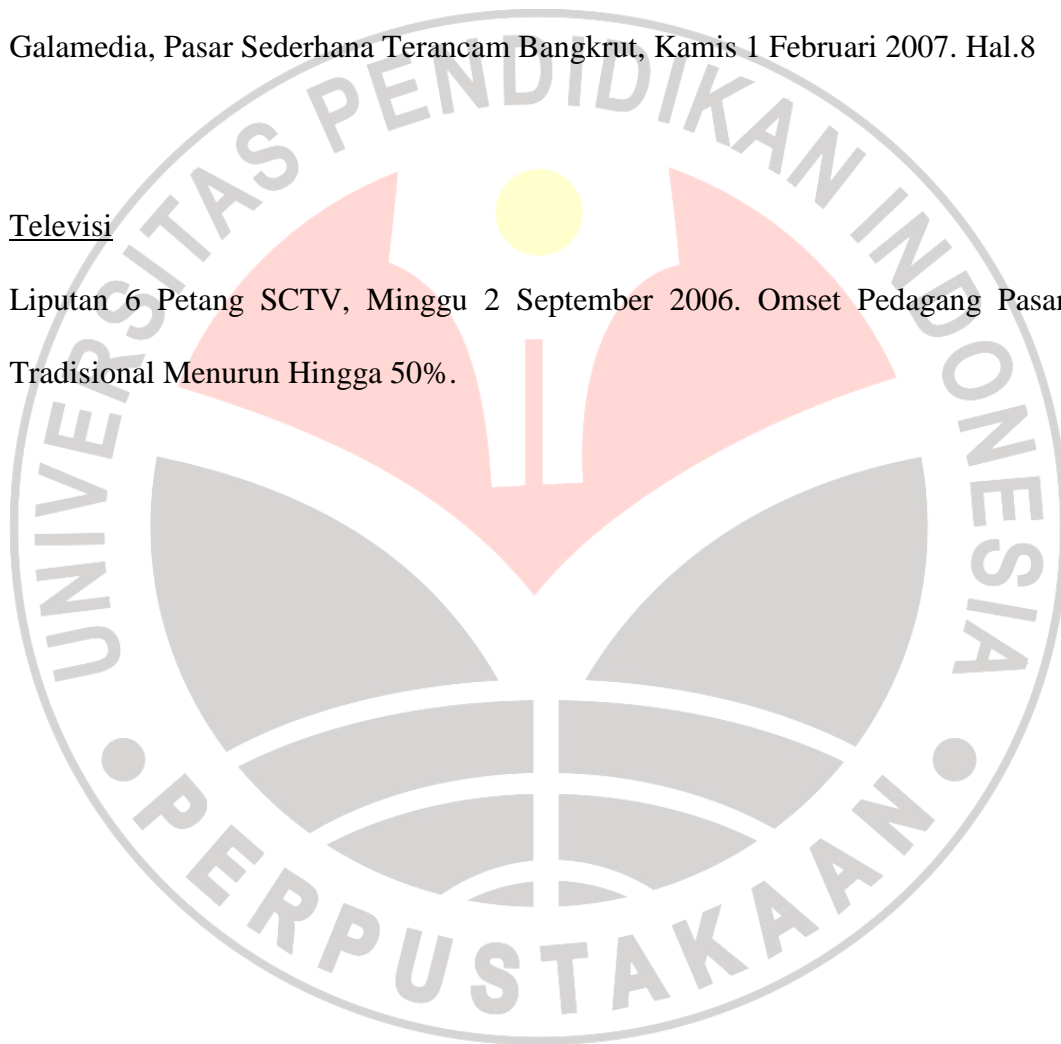 Galamedia, Pasar Sederhana Terancam Bangkrut, Kamis 1 Februari 2007. Hal.8
Televisi
Liputan 6 Petang SCTV, Minggu 2 September 2006. Omset Pedagang Pasar
Tradisional Menurun Hingga 50%.
UNIVERSITAS PENDIDIKAN INDONESIA
PERPUSTAKAAN